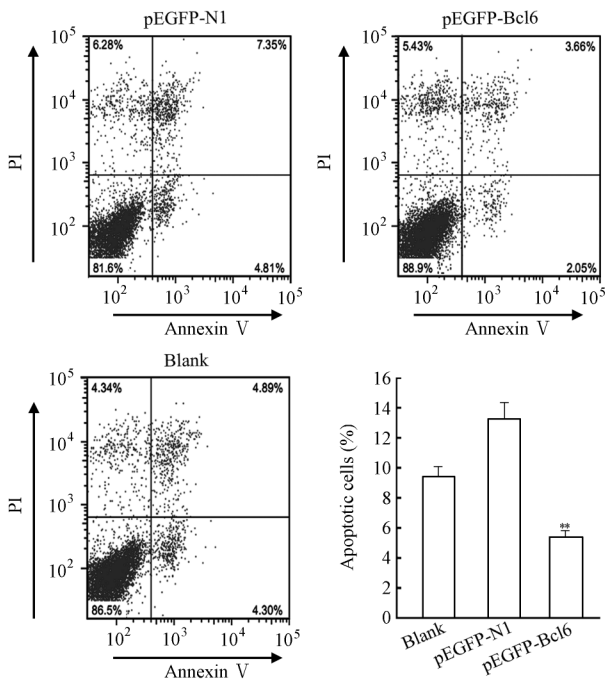 pEGFP-N1
10^5
6.28%
7.35%
10^4
PI
10^3
10^2
81.6%
4.81%
10^2 10^3 10^4 10^5
Annexin V
pEGFP-Bcl6
10^5
5.43%
3.66%
10^4
PI
10^3
10^2
88.9%
2.05%
10^2 10^3 10^4 10^5
Annexin V
Blank
10^5
4.34%
4.89%
10^4
PI
10^3
10^2
86.5%
4.30%
10^2 10^3 10^4 10^5
Annexin V
Apoptotic cells (%)
16
14
12
10
8
6
4
2
0
**
Blank
pEGFP-N1
pEGFP-Bcl6